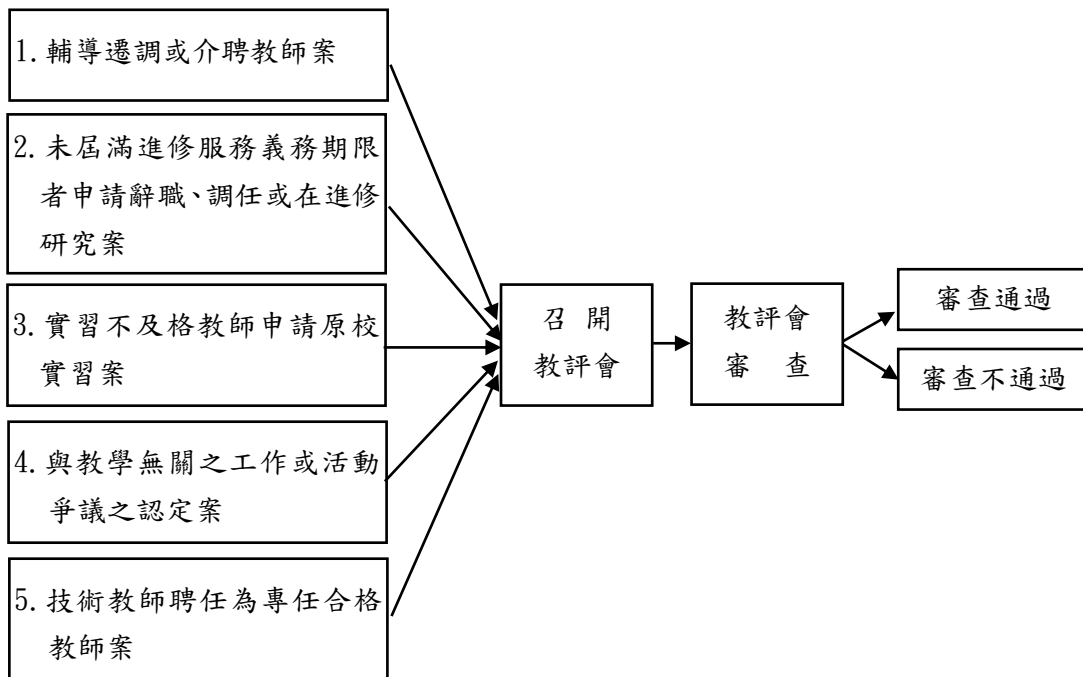 1.輔導遷調或介聘教師案
2.未屆滿進修服務義務期限
者申請辭職、調任或在進修
研究案
3.實習不及格教師申請原校
實習案
4.與教學無關之工作或活動
爭議之認定案
5.技術教師聘任為專任合格
教師案
召 開
教評會
教評會
審 查
審查通過
審查不通過